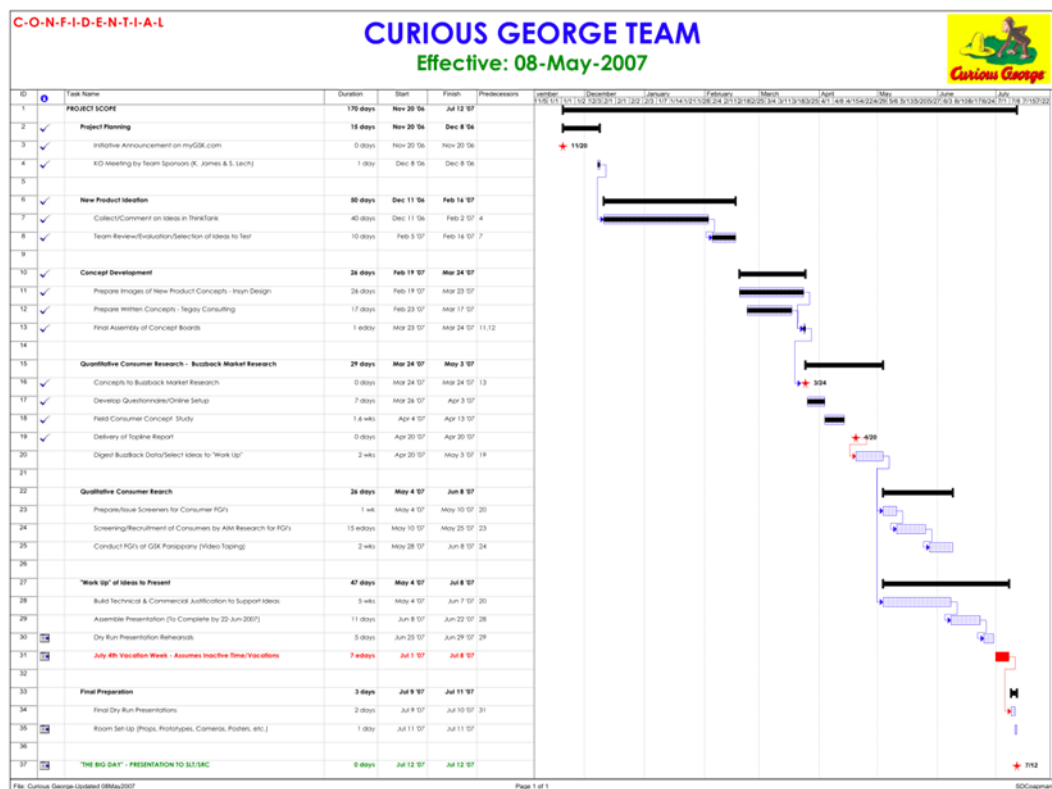 C-O-N-F-I-D-E-N-T-I-A-L
CURIOUS GEORGE TEAM
Effective: 08-May-2007
Curious George
ID Task Name Duration Start Finish Predecessors
vember December January February March April May June July
1 PROJECT SCOPE 170 days Nov 20 '06 Jul 12 '07
2 Project Planning 15 days Nov 20 '06 Dec 8 '06
3 Initiative Announcement on myGSK.com 0 days Nov 20 '06 Nov 20 '06 11/20
4 KO Meeting by Team Sponsors (K. James & S. Lech) 1 day Dec 8 '06 Dec 8 '06
5
6 New Product Ideation 50 days Dec 11 '06 Feb 16 '07
7 Collect/Comment on Ideas in ThinkTank 40 days Dec 11 '06 Feb 2 '07 4
8 Team Review/Evaluation/Selection of Ideas to Test 10 days Feb 5 '07 Feb 16 '07 7
9
10 Concept Development 26 days Feb 19 '07 Mar 24 '07
11 Prepare Images of New Product Concepts - Insyn Design 26 days Feb 19 '07 Mar 23 '07
12 Prepare Written Concepts - Tegay Consulting 17 days Feb 23 '07 Mar 17 '07
13 Final Assembly of Concept Boards 1 eday Mar 23 '07 Mar 24 '07 11,12
14
15 Quantitative Consumer Research - Buzzback Market Research 29 days Mar 24 '07 May 3 '07
16 Concepts to Buzzback Market Research 0 days Mar 24 '07 Mar 24 '07 13 3/24
17 Develop Questionnaire/Online Setup 7 days Mar 26 '07 Apr 3 '07
18 Field Consumer Concept Study 1.6 wks Apr 4 '07 Apr 13 '07
19 Delivery of Topline Report 0 days Apr 20 '07 Apr 20 '07 4/20
20 Digest BuzzBack Data/Select Ideas to "Work Up" 2 wks Apr 20 '07 May 3 '07 19
21
22 Qualitative Consumer Rearch 26 days May 4 '07 Jun 8 '07
23 Prepare/Issue Screeners for Consumer FGI's 1 wk May 4 '07 May 10 '07 20
24 Screening/Recruitment of Consumers by AIM Research for FGI's 15 edays May 10 '07 May 25 '07 23
25 Conduct FGI's at GSK Parsippany (Video Taping) 2 wks May 28 '07 Jun 8 '07 24
26
27 "Work Up" of Ideas to Present 47 days May 4 '07 Jul 8 '07
28 Build Technical & Commercial Justification to Support Ideas 5 wks May 4 '07 Jun 7 '07 20
29 Assemble Presentation (To Complete by 22-Jun-2007) 11 days Jun 8 '07 Jun 22 '07 28
30 Dry Run Presentation Rehearsals 5 days Jun 25 '07 Jun 29 '07 29
31 July 4th Vacation Week - Assumes Inactive Time/Vacations 7 edays Jul 1 '07 Jul 8 '07
32
33 Final Preparation 3 days Jul 9 '07 Jul 11 '07
34 Final Dry Run Presentations 2 days Jul 9 '07 Jul 10 '07 31
35 Room Set-Up (Props, Prototypes, Cameras, Posters, etc.) 1 day Jul 11 '07 Jul 11 '07
36
37 "THE BIG DAY" - PRESENTATION TO SLT/SRC 0 days Jul 12 '07 Jul 12 '07 7/12
File: Curious George-Updated 08May2007 Page 1 of 1 SDCoapman